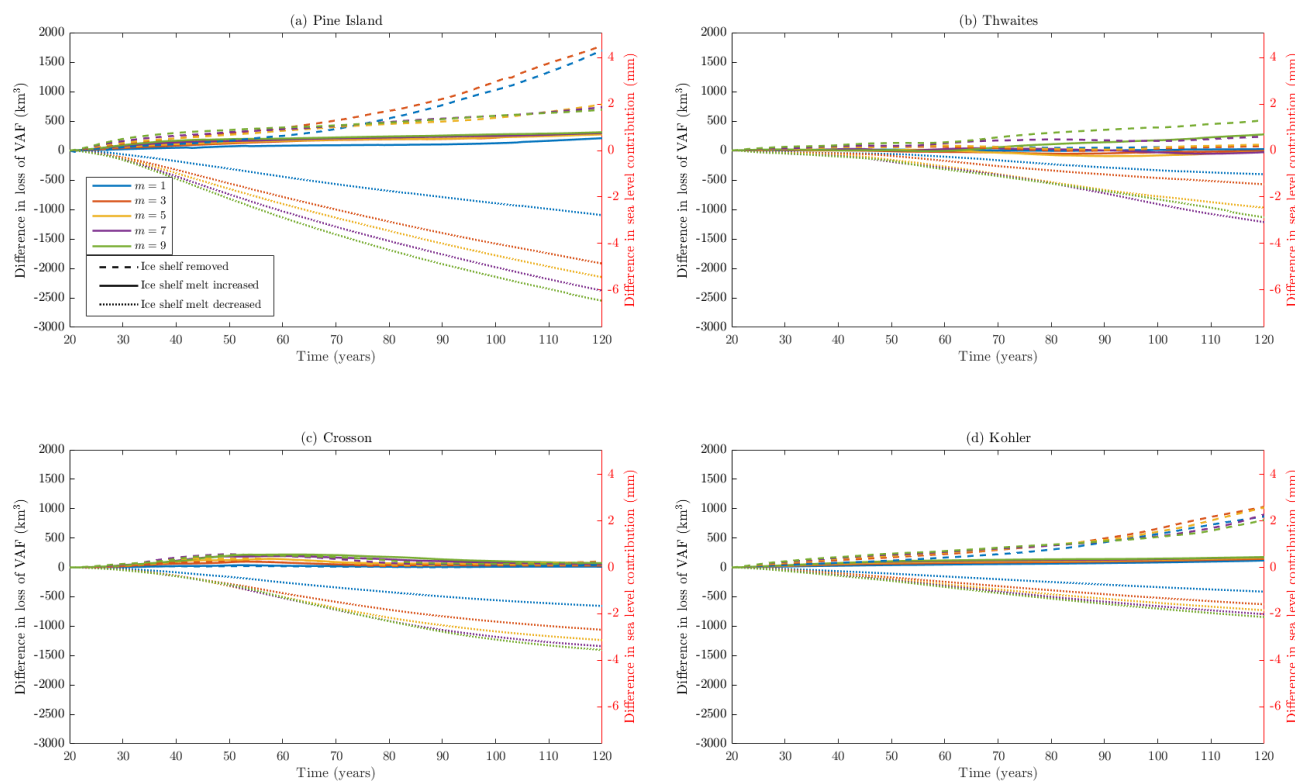 (a) Pine Island
2000
1500
1000
500
0
-500
-1000
-1500
-2000
-2500
-3000
Difference in loss of VAF (km³)
m = 1
m = 3
m = 5
m = 7
m = 9
Ice shelf removed
Ice shelf melt increased
Ice shelf melt decreased
4
2
0
-2
-4
-6
Difference in sea level contribution (mm)
20 30 40 50 60 70 80 90 100 110 120
Time (years)
(b) Thwaites
2000
1500
1000
500
0
-500
-1000
-1500
-2000
-2500
-3000
Difference in loss of VAF (km³)
4
2
0
-2
-4
-6
Difference in sea level contribution (mm)
20 30 40 50 60 70 80 90 100 110 120
Time (years)
(c) Crosson
2000
1500
1000
500
0
-500
-1000
-1500
-2000
-2500
-3000
Difference in loss of VAF (km³)
4
2
0
-2
-4
-6
Difference in sea level contribution (mm)
20 30 40 50 60 70 80 90 100 110 120
Time (years)
(d) Kohler
2000
1500
1000
500
0
-500
-1000
-1500
-2000
-2500
-3000
Difference in loss of VAF (km³)
4
2
0
-2
-4
-6
Difference in sea level contribution (mm)
20 30 40 50 60 70 80 90 100 110 120
Time (years)